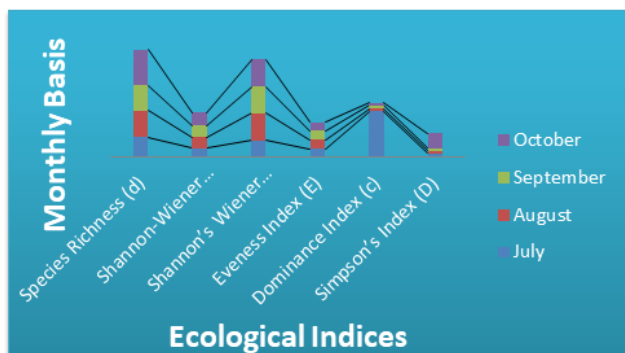 Monthly Basis
Species Richness (d)
Shannon-Wiener...
Shannon's Wiener...
Eveness Index (E)
Dominance Index (c)
Simpson's Index (D)
October
September
August
July
Ecological Indices